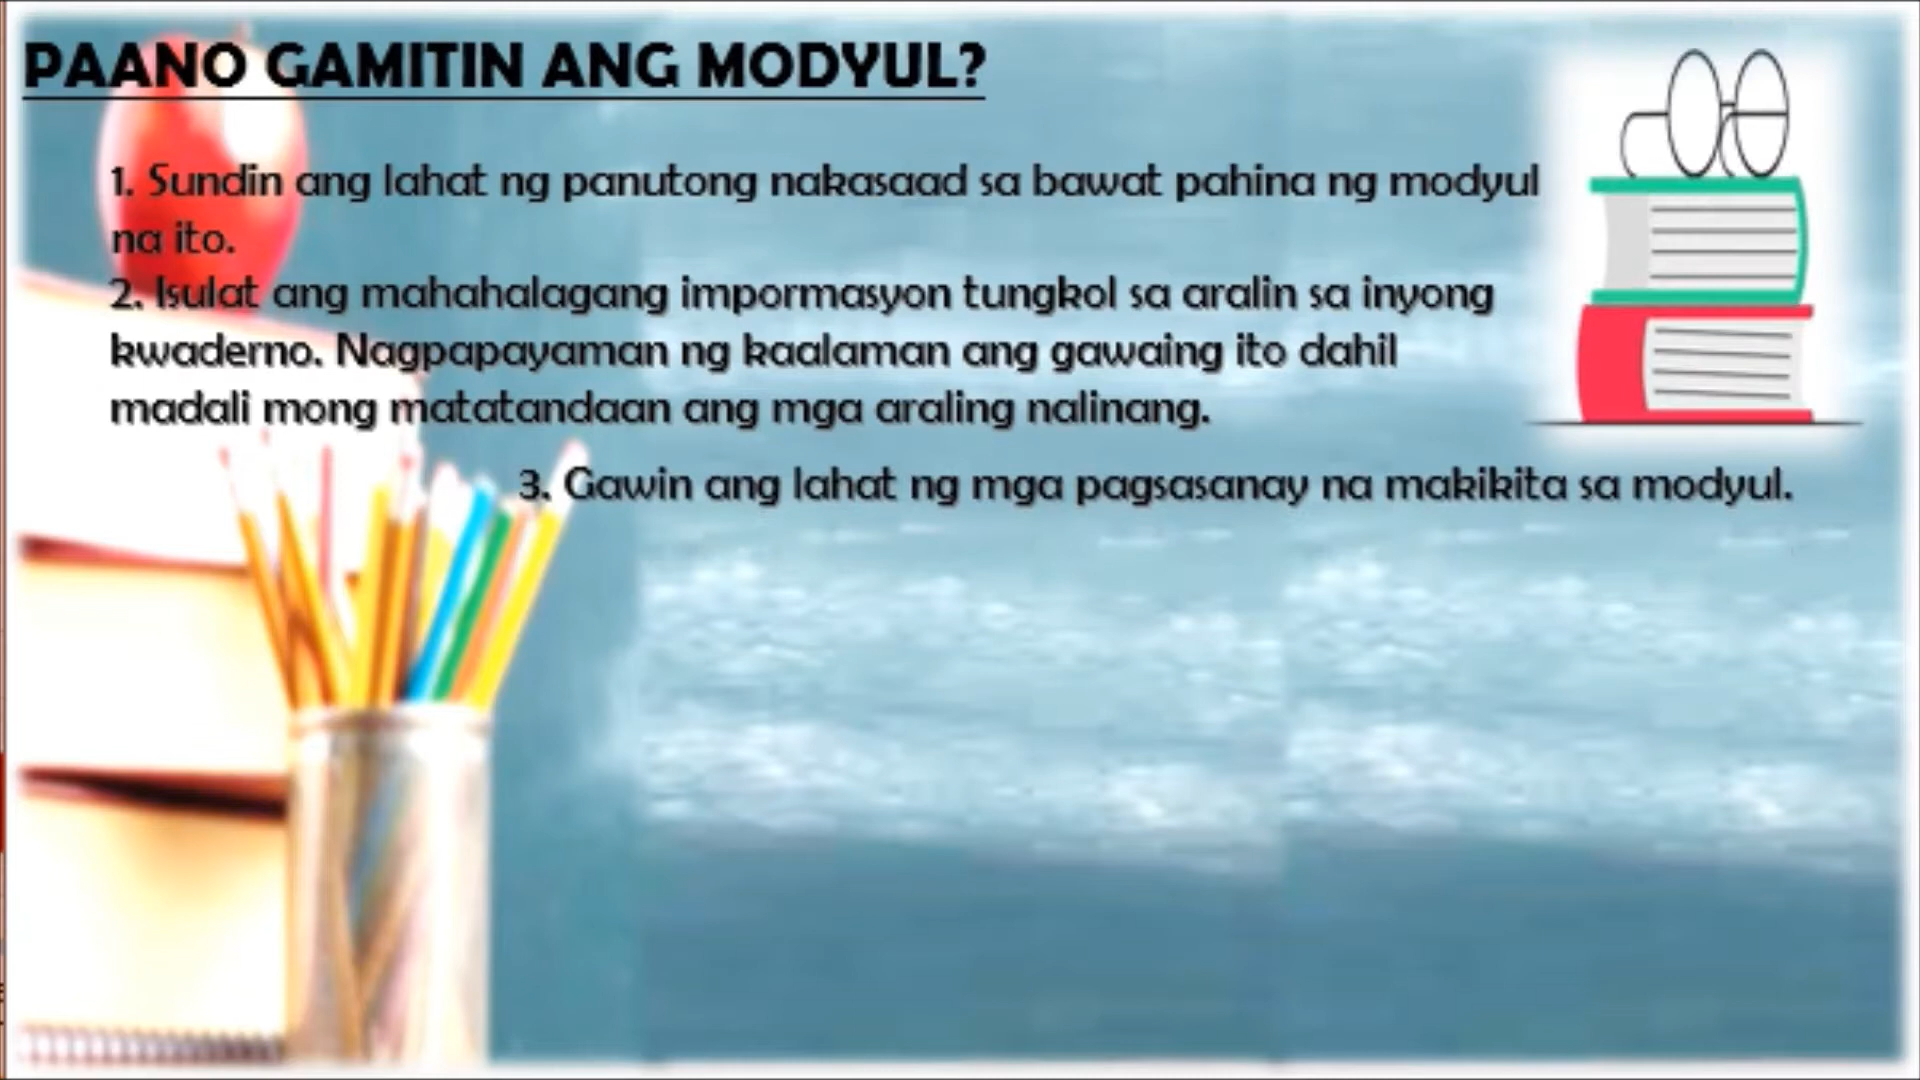 PAANO GAMITIN ANG MODYUL?
1. Sundin ang lahat ng panutong nakasaad sa bawat pahina ng modyul
na ito.
2. Isulat ang mahahalagang impormasyon tungkol sa aralin sa inyong
kwaderno. Nagpapayaman ng kaalaman ang gawaing ito dahil
madali mong matatandaan ang mga araling nalinang.
3. Gawin ang lahat ng mga pagsasanay na makikita sa modyul.